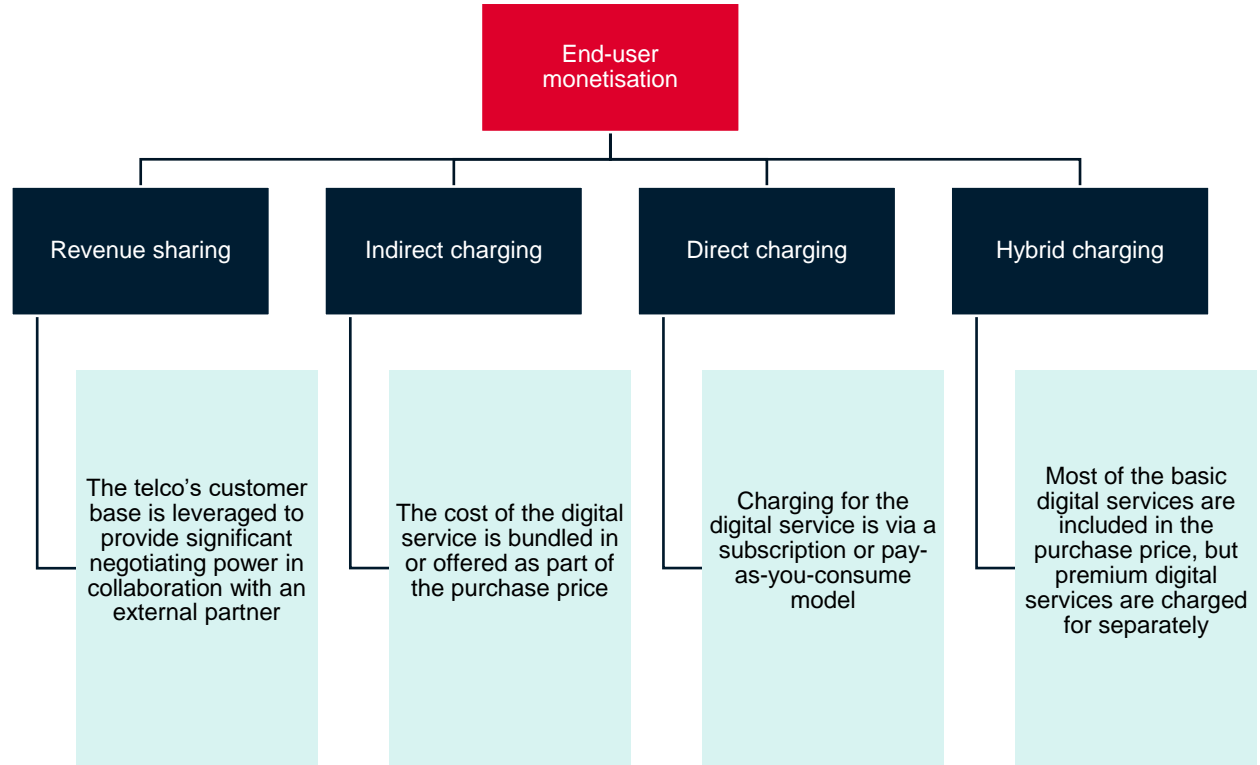 End-user
monetisation
Revenue sharing
Indirect charging
Direct charging
Hybrid charging
The telco's customer
base is leveraged to
provide significant
negotiating power in
collaboration with an
external partner
The cost of the digital
service is bundled in
or offered as part of
the purchase price
Charging for the
digital service is via a
subscription or pay-
as-you-consume
model
Most of the basic
digital services are
included in the
purchase price, but
premium digital
services are charged
for separately